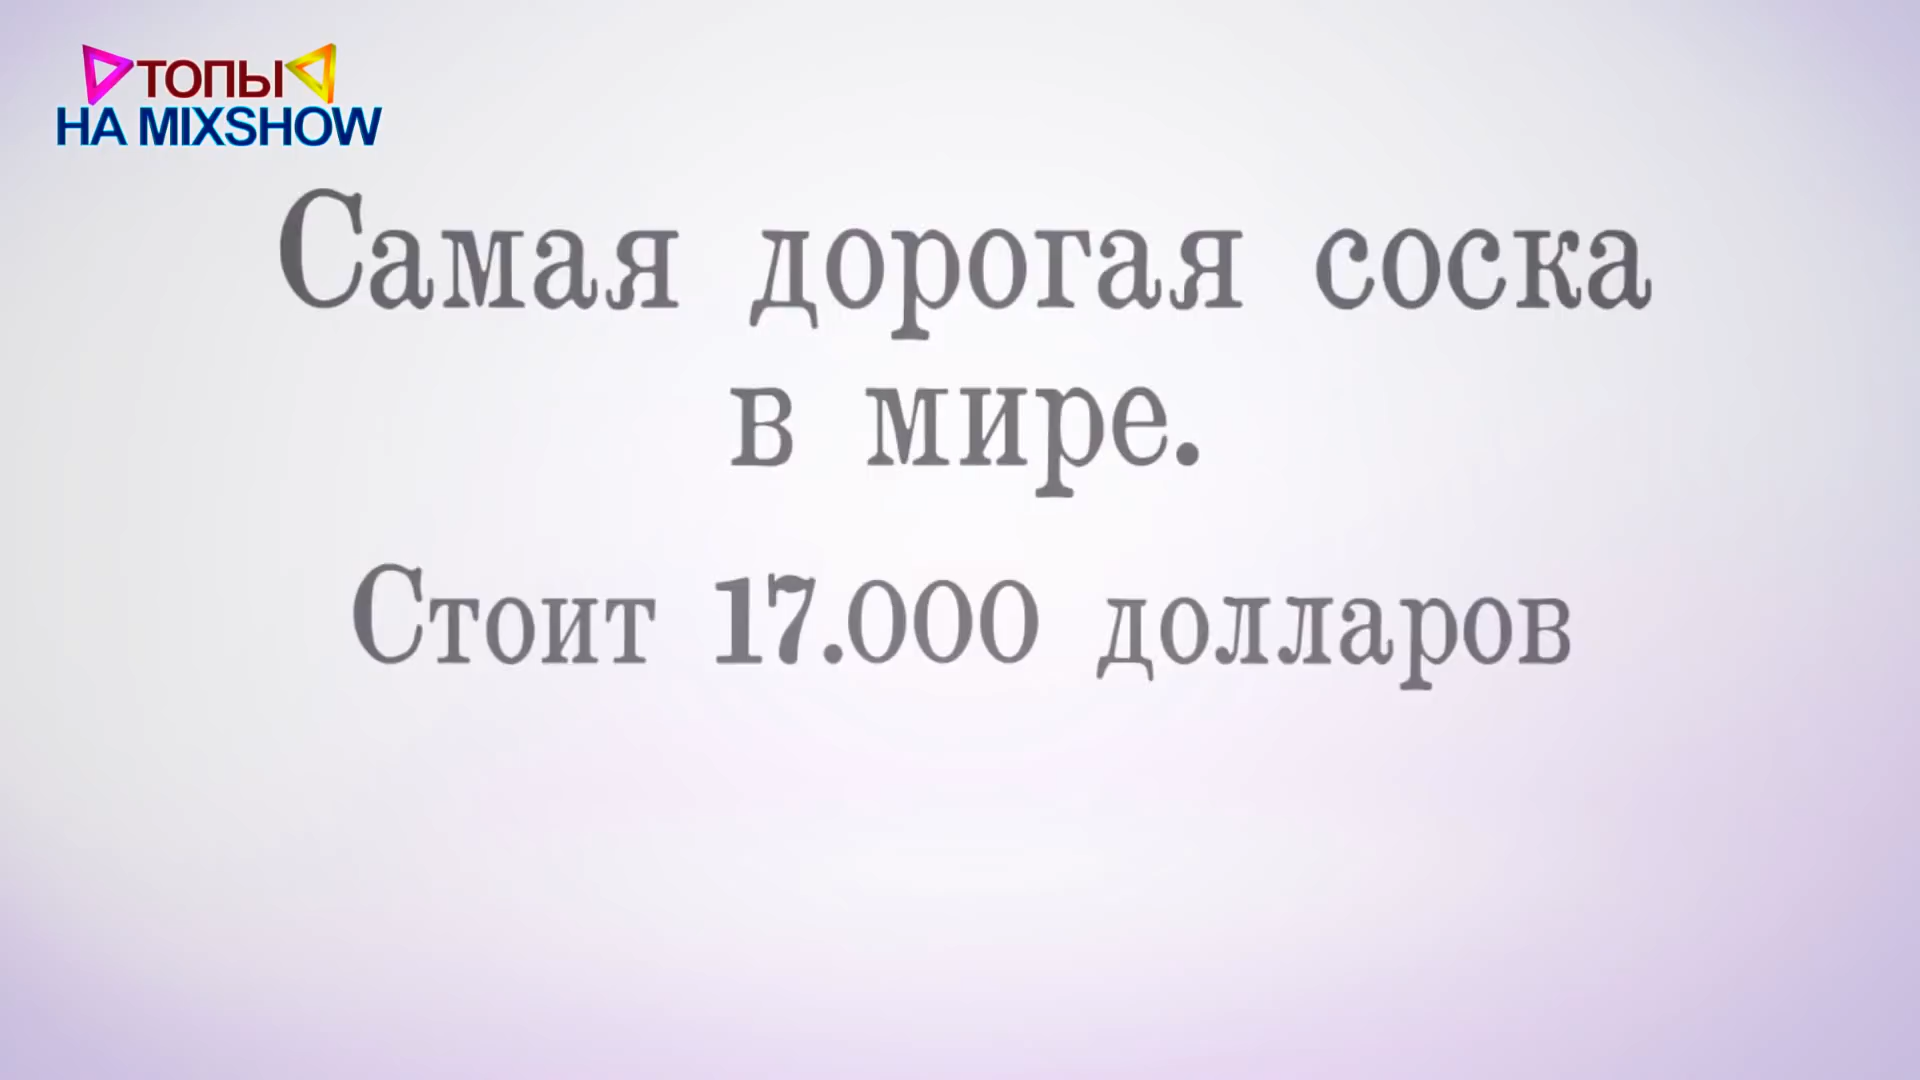 ТОПЫ
НА MIXSHOW
Самая дорогая соска
в мире.
Стоит 17.000 долларов